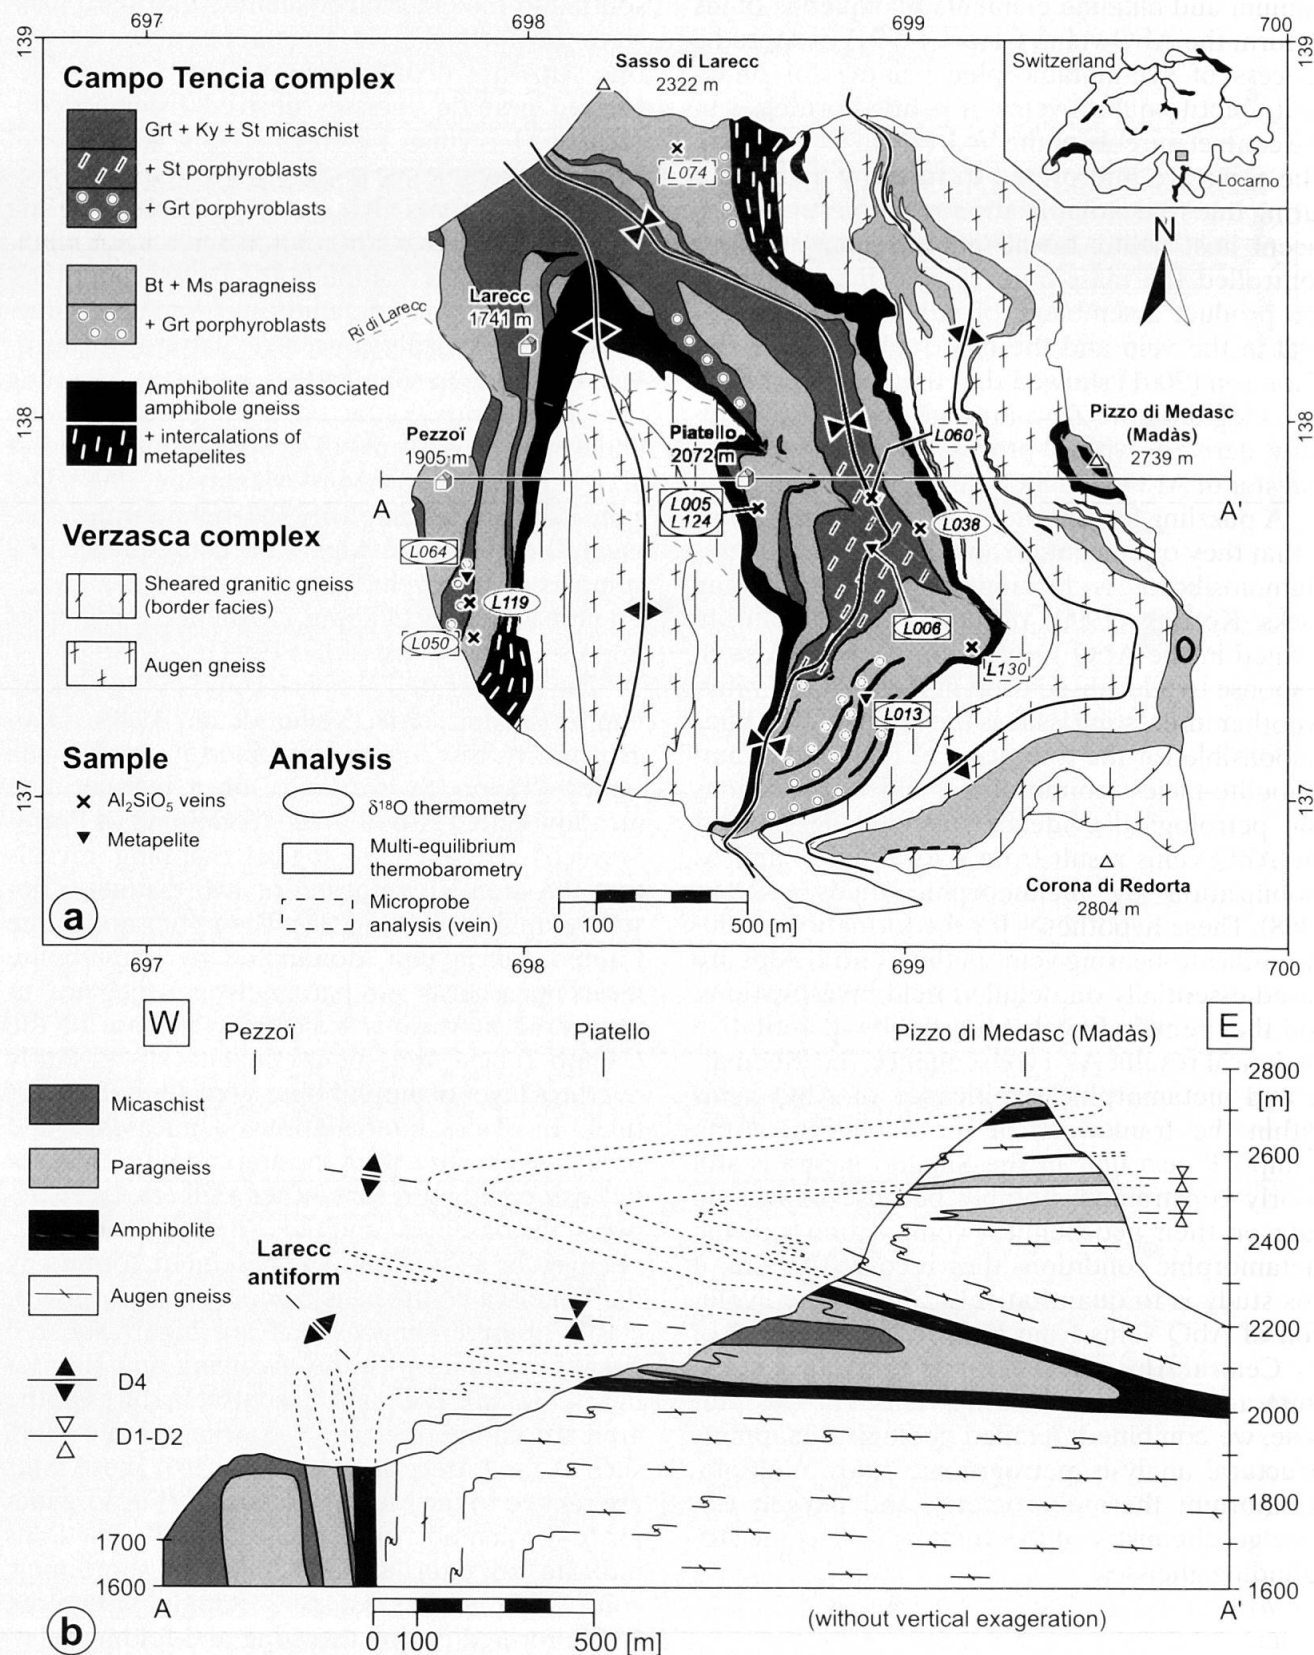 697
698
699
700
139
139
Campo Tencia complex
Grt + Ky ± St micaschist
+ St porphyroblasts
+ Grt porphyroblasts
Bt + Ms paragneiss
+ Grt porphyroblasts
Amphibolite and associated
amphibole gneiss
+ intercalations of
metapelites
Verzasca complex
Sheared granitic gneiss
(border facies)
Augen gneiss
Sample
Al₂SiO₅ veins
Metapelite
Analysis
δ¹⁸O thermometry
Multi-equilibrium
thermobarometry
Microprobe
analysis (vein)
Sasso di Larecc
2322 m
L074
Switzerland
Locarno
N
Ri di Larecc
Larecc
1741 m
138
138
Pezzoï
1905 m
Piatello
2072 m
L060
Pizzo di Medasc
(Madàs)
2739 m
A
A'
L005
L124
L038
L064
L119
L050
L006
L130
L013
137
137
Corona di Redorta
2804 m
0 100 500 [m]
a
697
698
699
700
W
E
Pezzoï
Piatello
Pizzo di Medasc (Madàs)
2800
[m]
2600
2400
2200
2000
1800
1600
Micaschist
Paragneiss
Amphibolite
Augen gneiss
D4
D1-D2
Larecc
antiform
1700
1600
A
A'
0 100 500 [m]
(without vertical exageration)
b